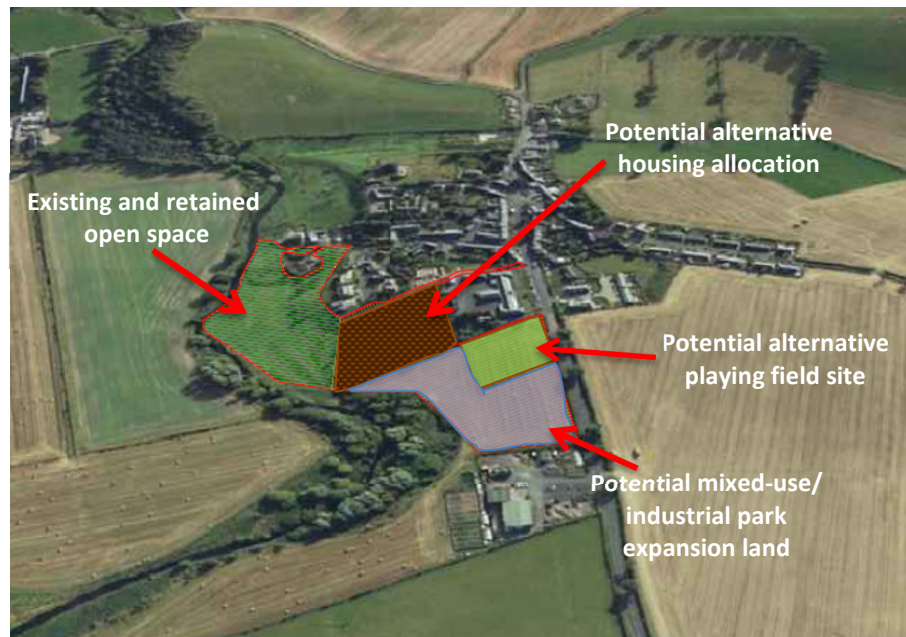 Potential alternative
housing allocation
Existing and retained
open space
Potential alternative
playing field site
Potential mixed-use/
industrial park
expansion land